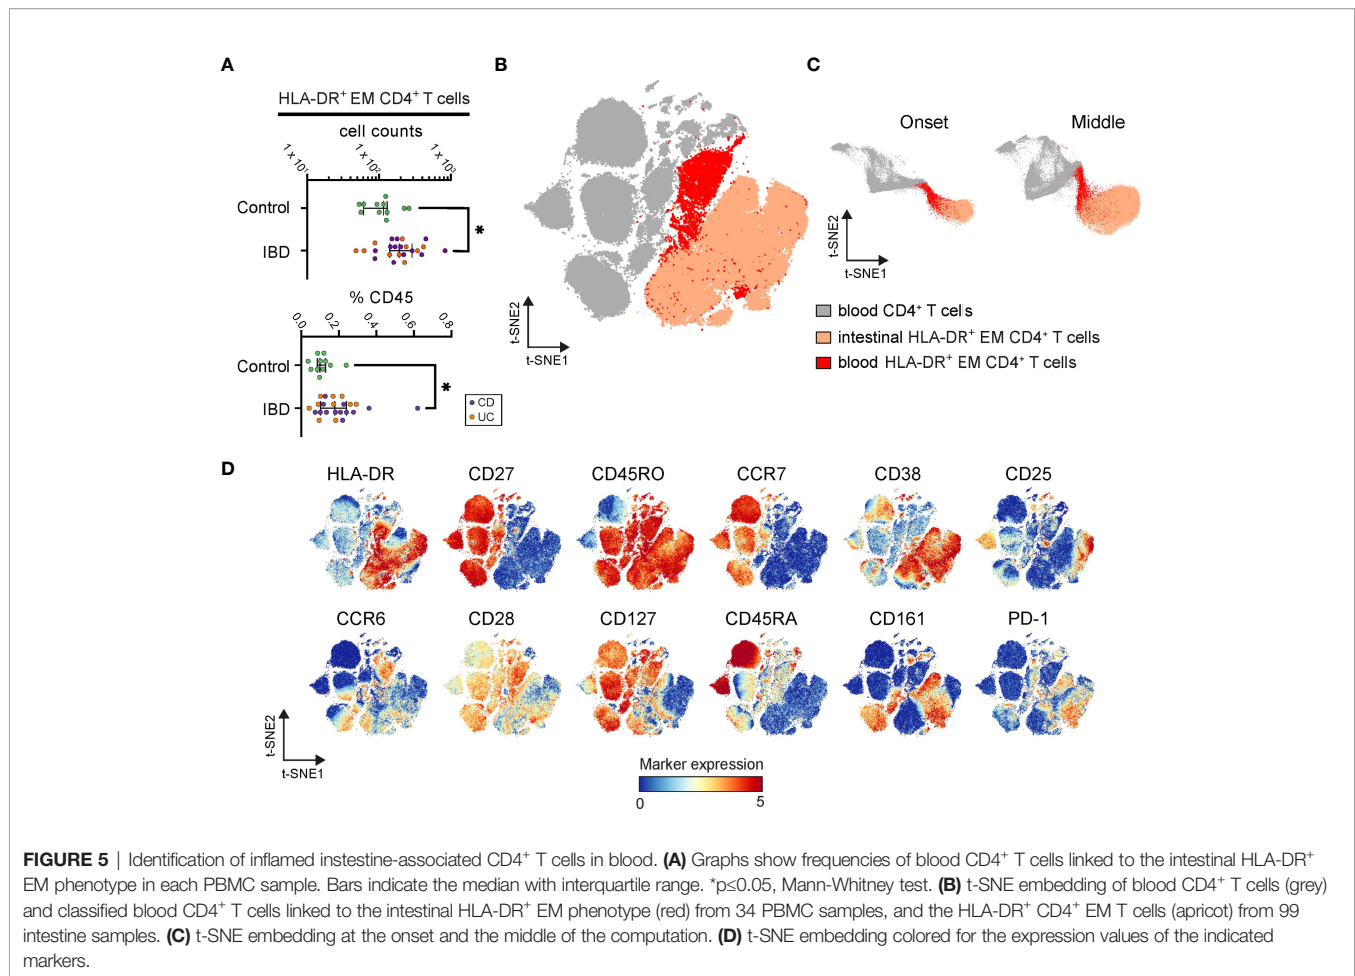 A
HLA-DR+ EM CD4+ T cells
cell counts
1 x 10¹
1 x 10²
1 x 10³
Control
IBD
*
% CD45
0.0
0.2
0.4
0.6
0.8
Control
IBD
*
CD
UC
B
t-SNE2
t-SNE1
C
Onset
Middle
t-SNE2
t-SNE1
blood CD4+ T cells
intestinal HLA-DR+ EM CD4+ T cells
blood HLA-DR+ EM CD4+ T cells
D
HLA-DR
CD27
CD45RO
CCR7
CD38
CD25
CCR6
CD28
CD127
CD45RA
CD161
PD-1
t-SNE2
t-SNE1
Marker expression
0
5
FIGURE 5 | Identification of inflamed instestine-associated CD4+ T cells in blood. (A) Graphs show frequencies of blood CD4+ T cells linked to the intestinal HLA-DR+
EM phenotype in each PBMC sample. Bars indicate the median with interquartile range. *p≤0.05, Mann-Whitney test. (B) t-SNE embedding of blood CD4+ T cells (grey)
and classified blood CD4+ T cells linked to the intestinal HLA-DR+ EM phenotype (red) from 34 PBMC samples, and the HLA-DR+ CD4+ EM T cells (apricot) from 99
intestine samples. (C) t-SNE embedding at the onset and the middle of the computation. (D) t-SNE embedding colored for the expression values of the indicated
markers.